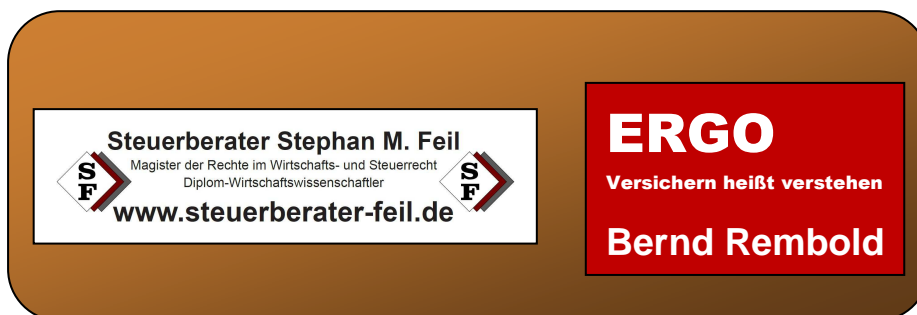 Steuerberater Stephan M. Feil
Magister der Rechte im Wirtschafts- und Steuerrecht
Diplom-Wirtschaftswissenschaftler
www.steuerberater-feil.de
SF
SF
ERGO
Versichern heißt verstehen
Bernd Rembold